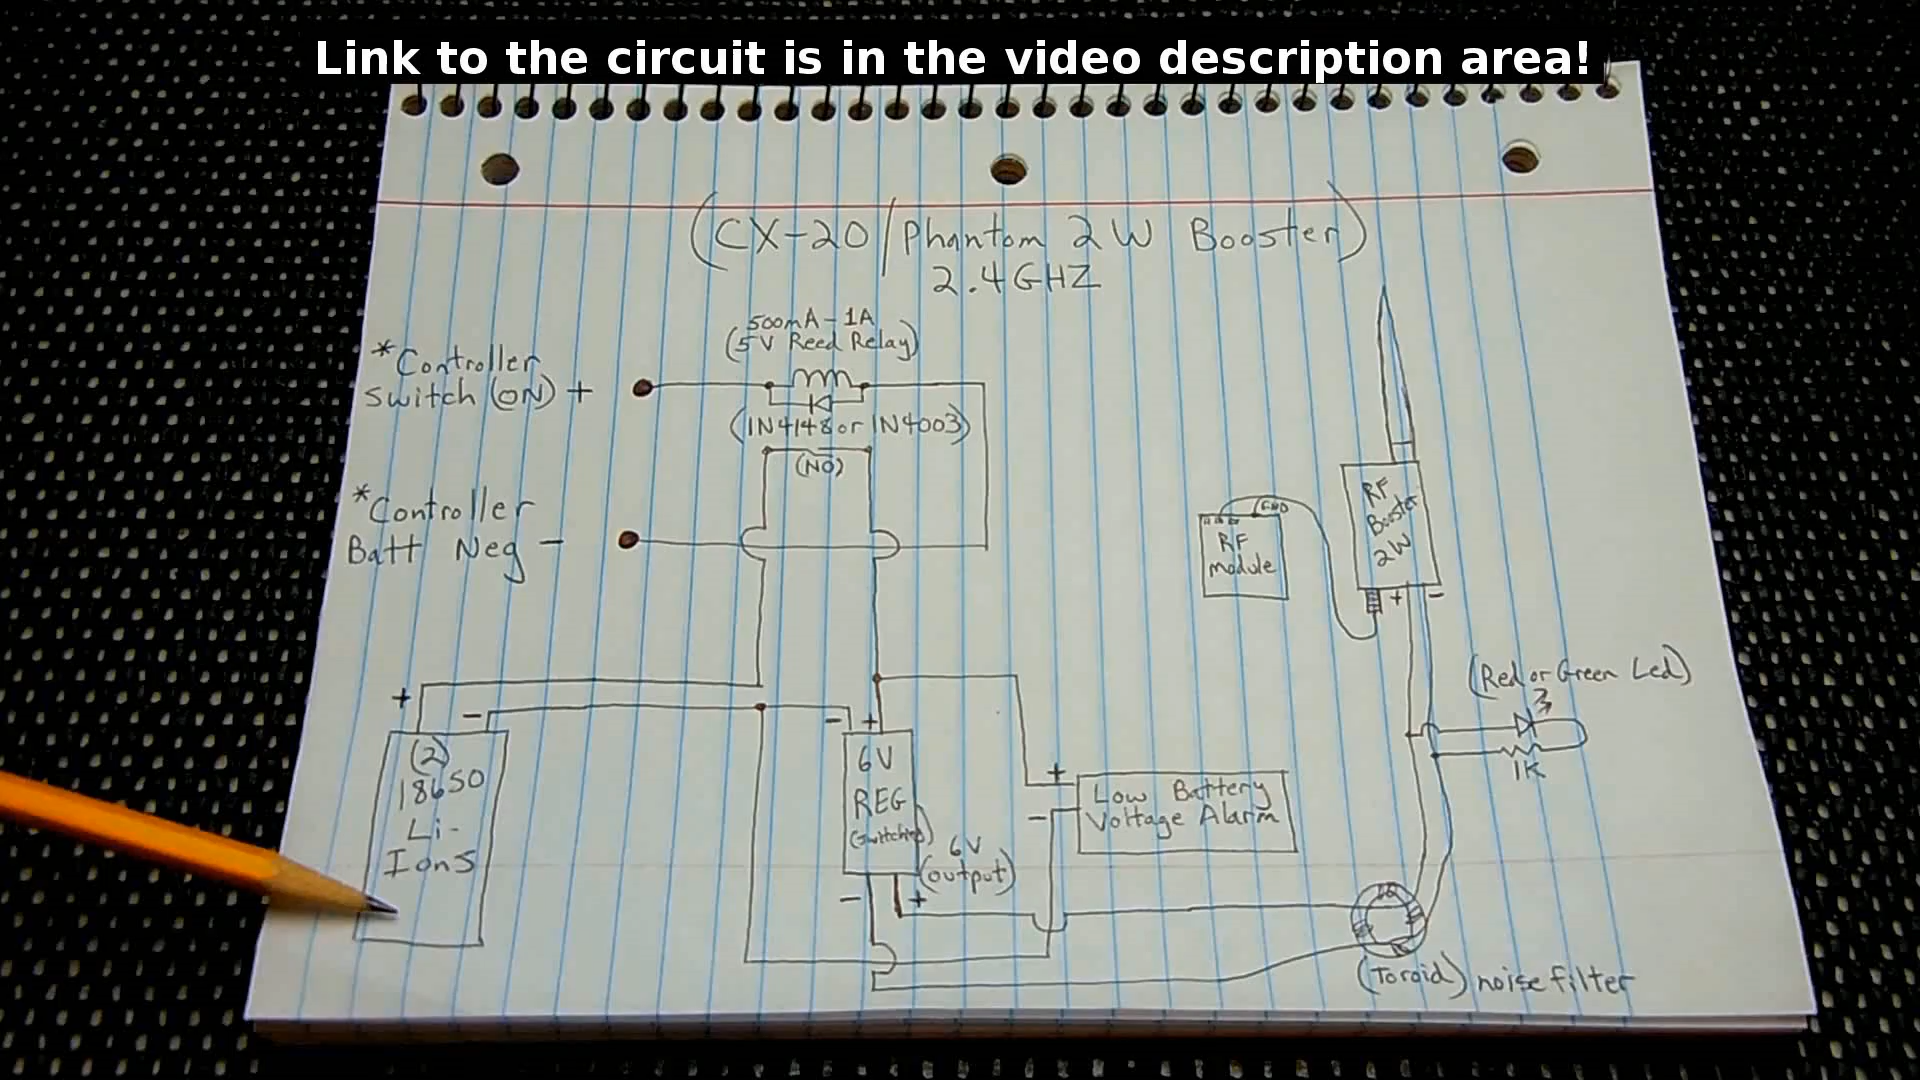 Link to the circuit is in the video description area!
(CX-20/Phantom 2W Booster)
2.4GHZ
500mA-1A
(5V Reed Relay)
*Controller
Switch (ON) +
(1N4148 or 1N4003)
(NO)
*Controller
Batt Neg -
GND
RF
module
RF
Booster
2W
+ -
(Red or Green Led)
1K
+ -
(2)
18650
Li-
Ions
- +
6V
REG
(switching)
- +
6V
(output)
+
-
Low Battery
Voltage Alarm
(Toroid) noise filter